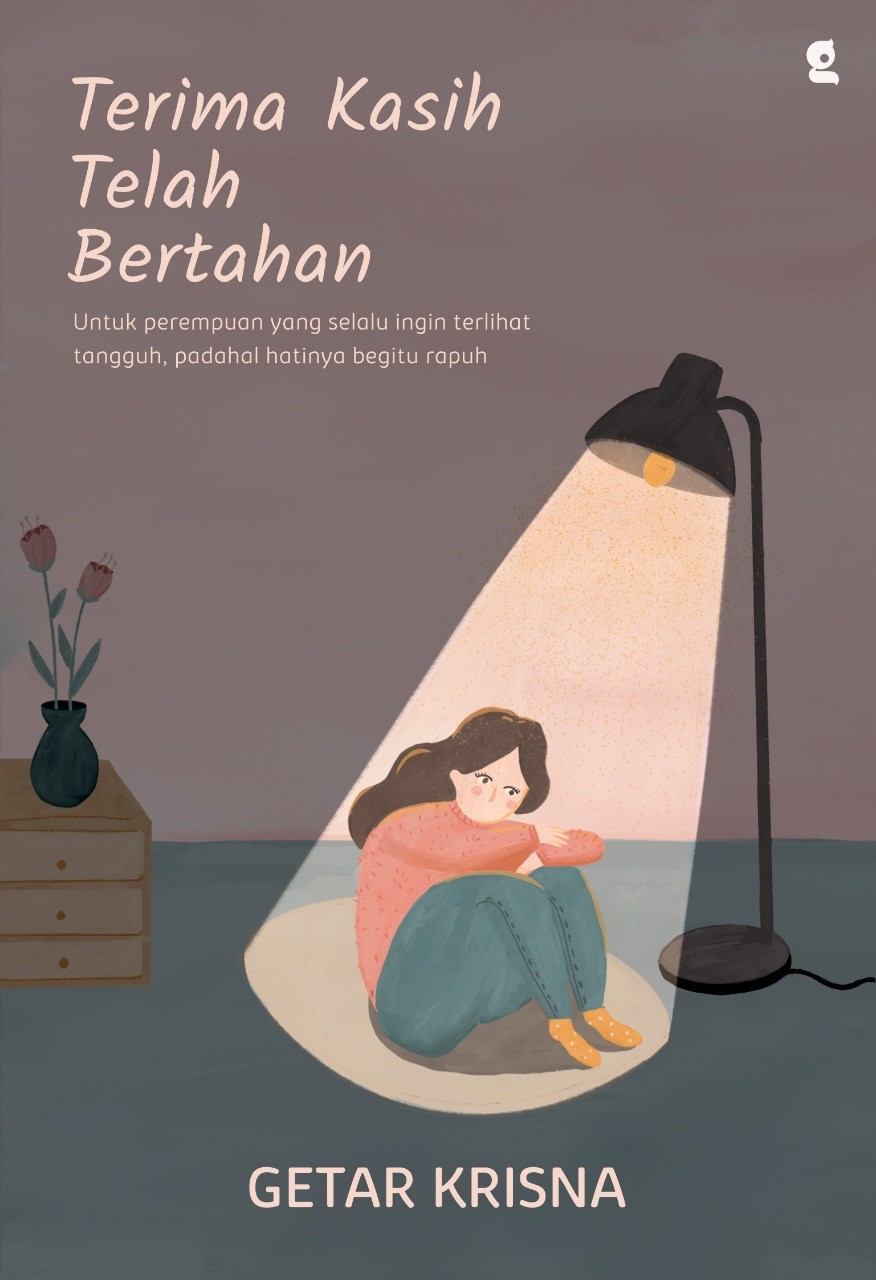 Terima Kasih
Telah
Bertahan
Untuk perempuan yang selalu ingin terlihat
tangguh, padahal hatinya begitu rapuh
GETAR KRISNA